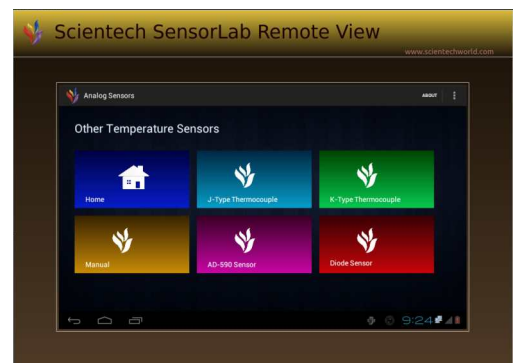 Scientech SensorLab Remote View
www.scientechworld.com
Analog Sensors
ABOUT
Other Temperature Sensors
Home
J-Type Thermocouple
K-Type Thermocouple
Manual
AD-590 Sensor
Diode Sensor
9:24